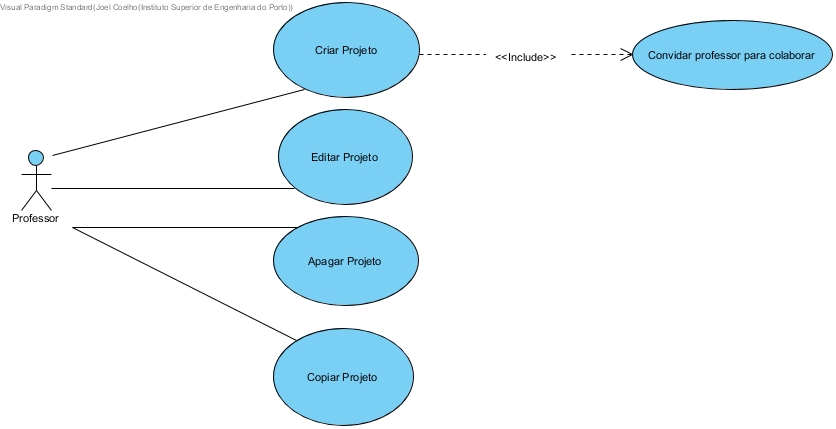 Visual Paradigm Standard(Joel Coelho(Instituto Superior de Engenharia do Porto))
Criar Projeto
<<Include>>
Convidar professor para colaborar
Editar Projeto
Professor
Apagar Projeto
Copiar Projeto